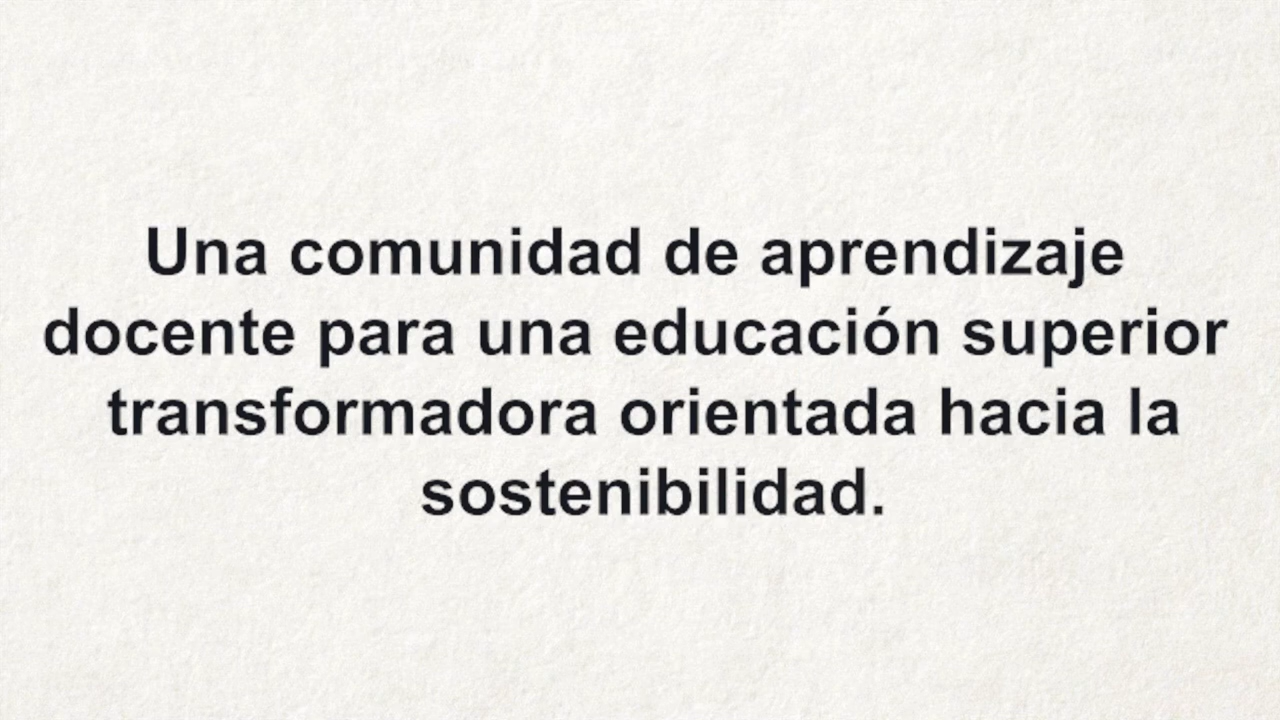 Una comunidad de aprendizaje
docente para una educación superior
transformadora orientada hacia la
sostenibilidad.